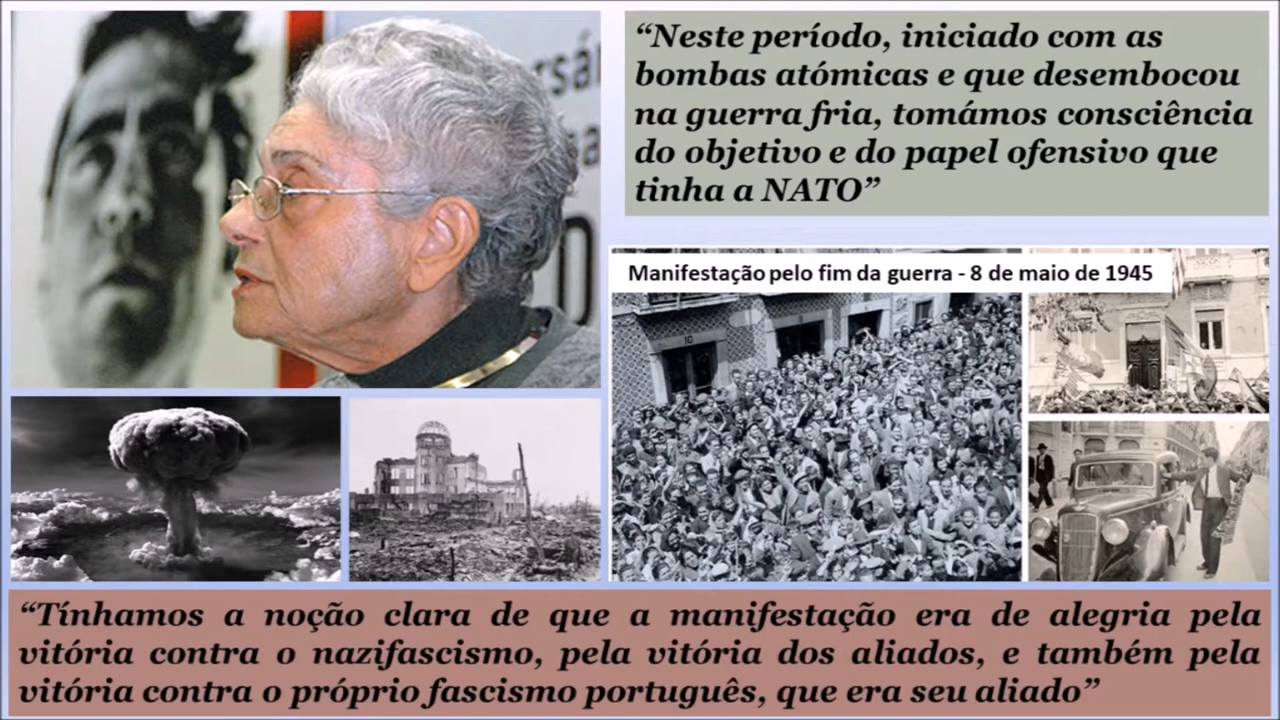 “Neste período, iniciado com as
bombas atómicas e que desembocou
na guerra fria, tomámos consciência
do objetivo e do papel ofensivo que
tinha a NATO”
Manifestação pelo fim da guerra - 8 de maio de 1945
10
“Tínhamos a noção clara de que a manifestação era de alegria pela
vitória contra o nazifascismo, pela vitória dos aliados, e também pela
vitória contra o próprio fascismo português, que era seu aliado”